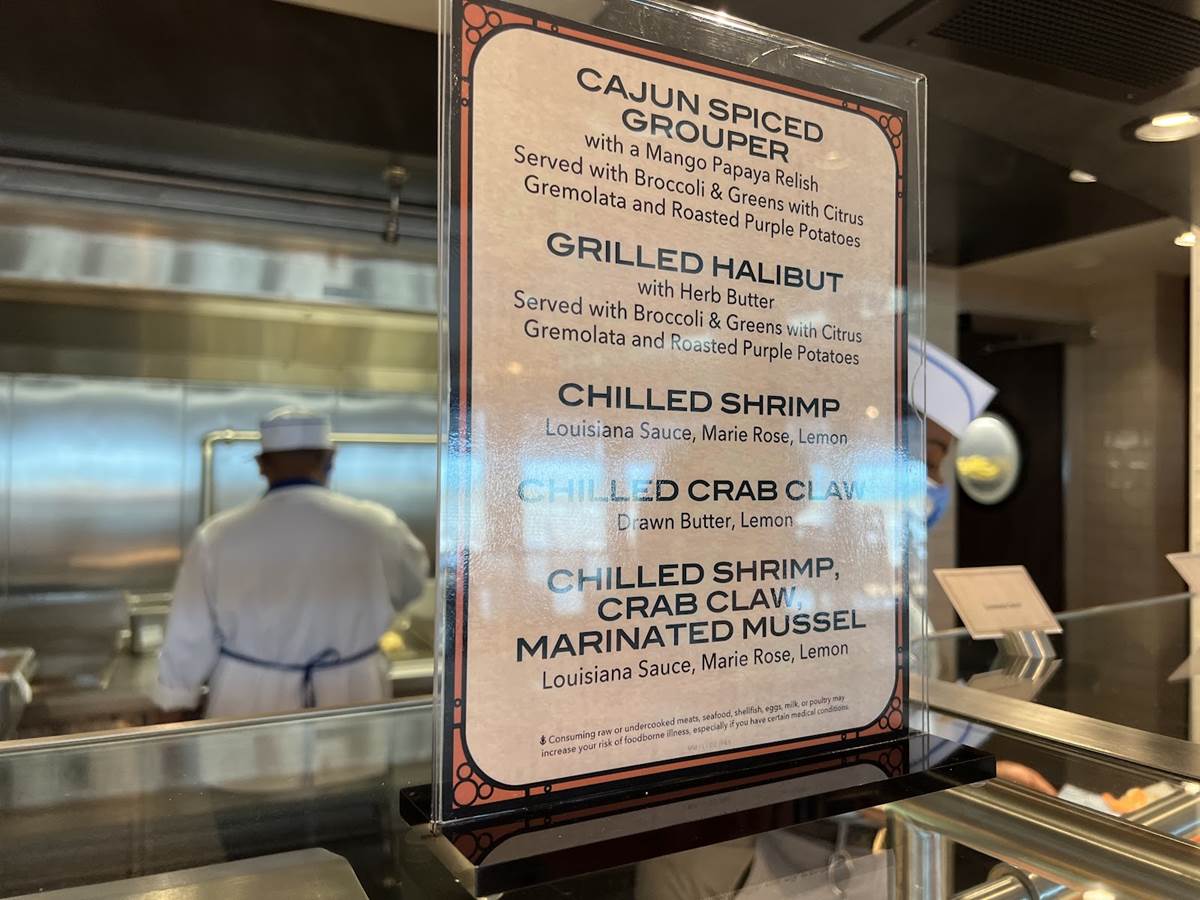 CAJUN SPICED
GROUPER
with a Mango Papaya Relish
Served with Broccoli & Greens with Citrus
Gremolata and Roasted Purple Potatoes
GRILLED HALIBUT
with Herb Butter
Served with Broccoli & Greens with Citrus
Gremolata and Roasted Purple Potatoes
CHILLED SHRIMP
Louisiana Sauce, Marie Rose, Lemon
CHILLED CRAB CLAW
Drawn Butter, Lemon
CHILLED SHRIMP,
CRAB CLAW,
MARINATED MUSSEL
Louisiana Sauce, Marie Rose, Lemon
Consuming raw or undercooked meats, seafood, shellfish, eggs, milk, or poultry may
increase your risk of foodborne illness, especially if you have certain medical conditions.